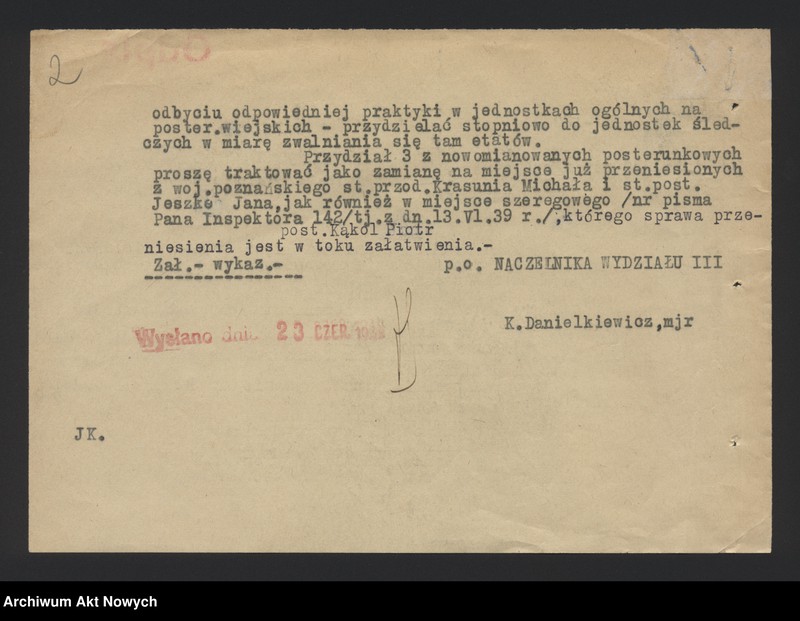 2
odbyciu odpowiedniej praktyki w jednostkach ogólnych na
poster.wiejskich - przydzielać stopniowo do jednostek śled-
czych w miarę zwalniania się tam etatów.
Przydział 3 z nowomianowanych posterunkowych
proszę traktować jako zamianę na miejsce już przeniesionych
z woj.poznańskiego st.przod.Krasunia Michała i st.post.
Jeszke Jana,jak również w miejsce szeregowego /nr pisma
Pana Inspektora 142/tj.z dn.13.VI.39 r./,którego sprawa prze-
post.Kąkol Piotr
niesienia jest w toku załatwienia.-
Zał.- wykaz.-
p.o. NACZELNIKA WYDZIAŁU III
K.Danielkiewicz,mjr
Wysłano dnia 23 CZER.
JK.
Archiwum Akt Nowych